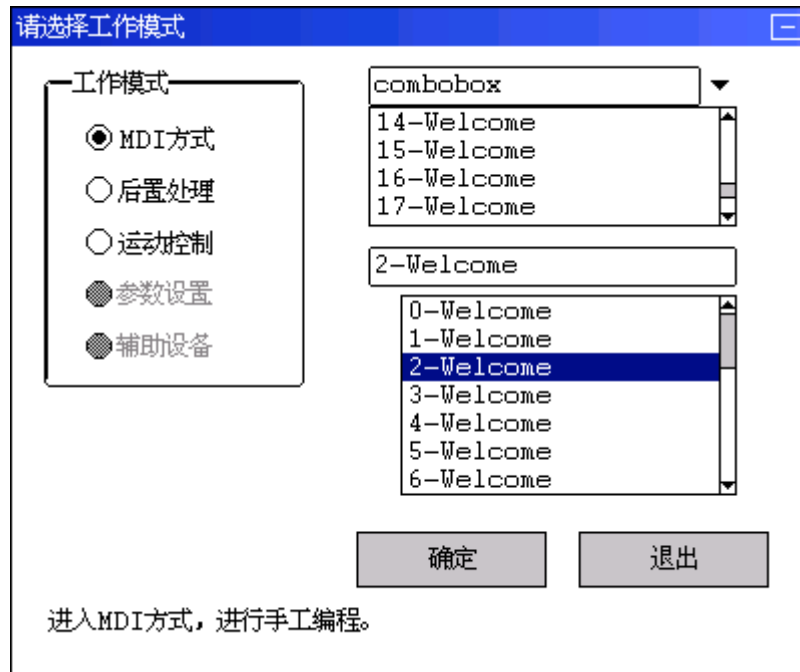 请选择工作模式
工作模式
MDI方式
后置处理
运动控制
参数设置
辅助设备
combobox
14-Welcome
15-Welcome
16-Welcome
17-Welcome
2-Welcome
0-Welcome
1-Welcome
2-Welcome
3-Welcome
4-Welcome
5-Welcome
6-Welcome
确定
退出
进入MDI方式，进行手工编程。